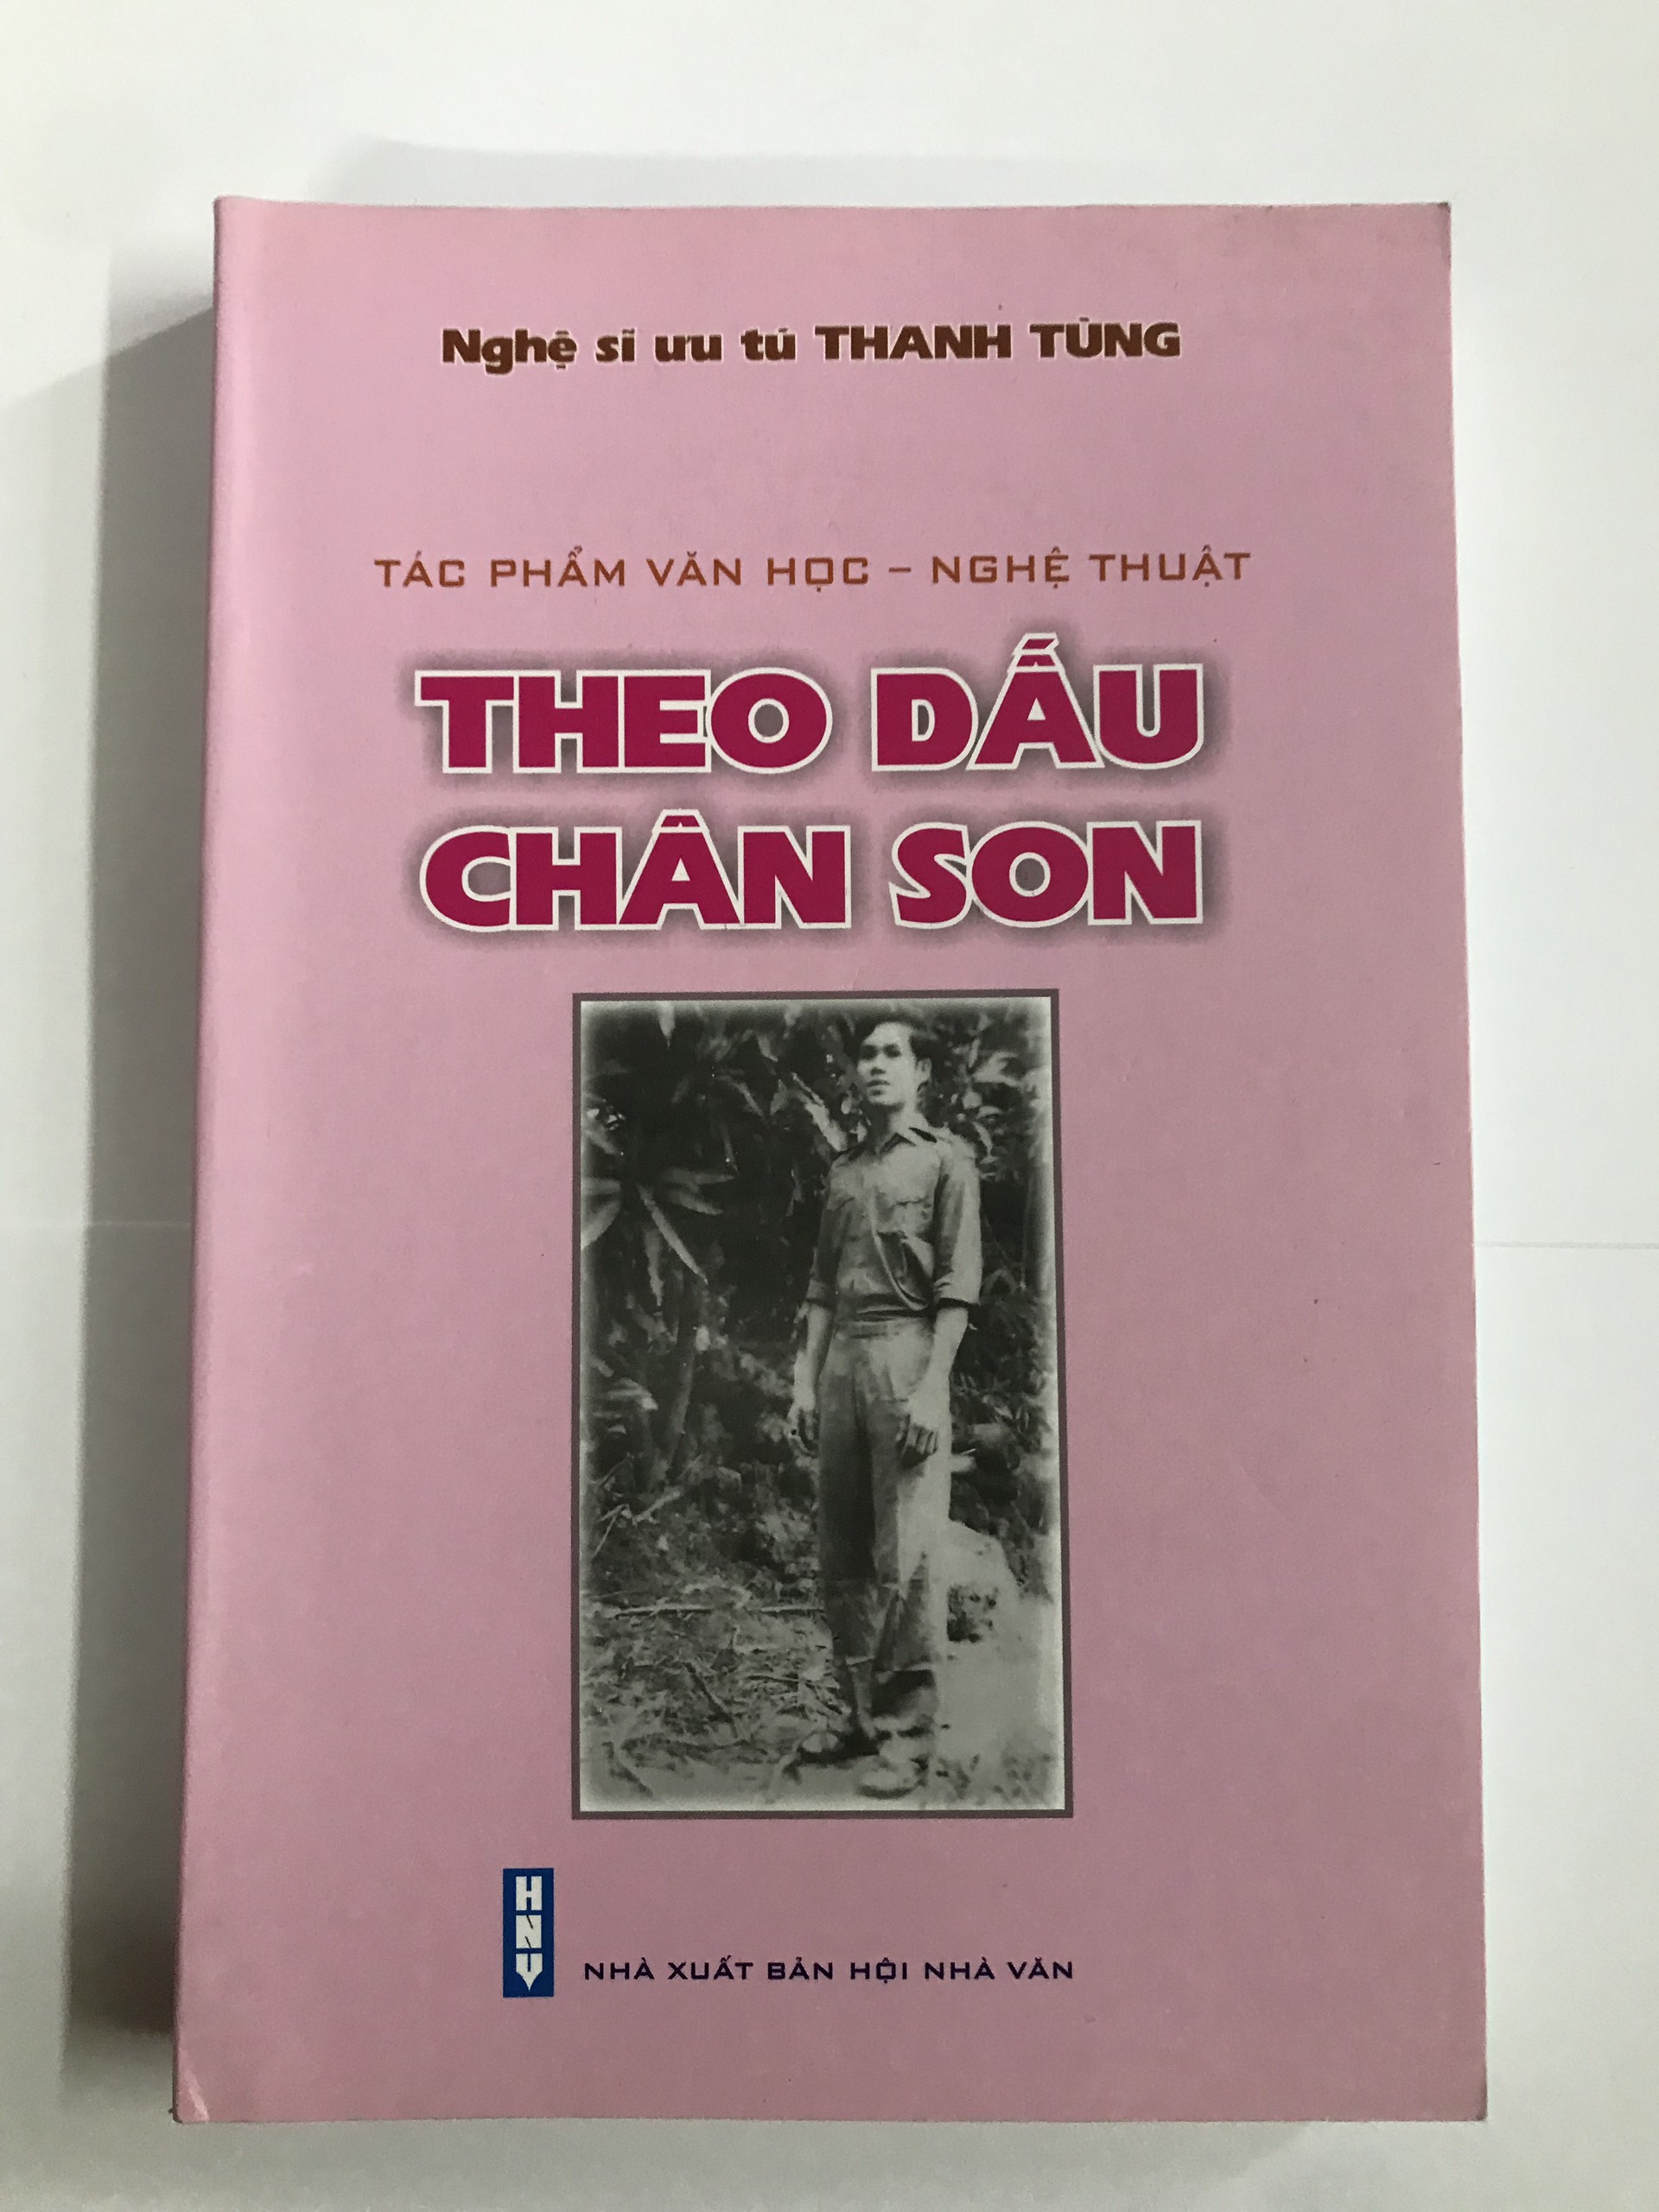 Nghệ sĩ ưu tú THANH TÙNG
TÁC PHẨM VĂN HỌC – NGHỆ THUẬT
THEO DẤU
CHÂN SON
HNV
NHÀ XUẤT BẢN HỘI NHÀ VĂN